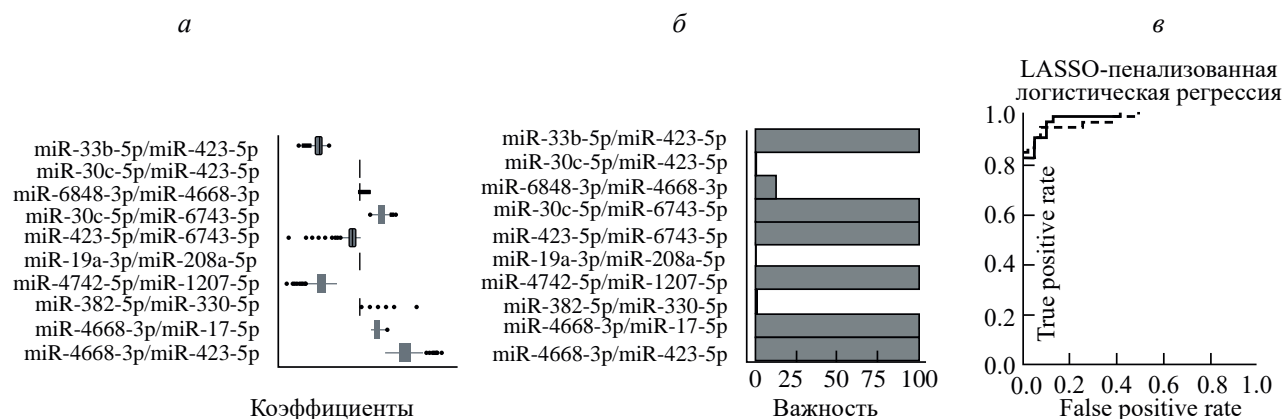 а
miR-33b-5p/miR-423-5p
miR-30c-5p/miR-423-5p
miR-6848-3p/miR-4668-3p
miR-30c-5p/miR-6743-5p
miR-423-5p/miR-6743-5p
miR-19a-3p/miR-208a-5p
miR-4742-5p/miR-1207-5p
miR-382-5p/miR-330-5p
miR-4668-3p/miR-17-5p
miR-4668-3p/miR-423-5p
Коэффициенты
б
miR-33b-5p/miR-423-5p
miR-30c-5p/miR-423-5p
miR-6848-3p/miR-4668-3p
miR-30c-5p/miR-6743-5p
miR-423-5p/miR-6743-5p
miR-19a-3p/miR-208a-5p
miR-4742-5p/miR-1207-5p
miR-382-5p/miR-330-5p
miR-4668-3p/miR-17-5p
miR-4668-3p/miR-423-5p
0 25 50 75 100
Важность
в
LASSO-пенализованная
логистическая регрессия
1.0
0.8
0.6
0.4
0.2
0.0
True positive rate
0.0 0.2 0.4 0.6 0.8 1.0
False positive rate